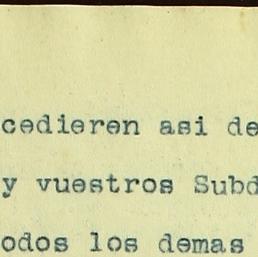 cedieren asi de
y vuestros Subd
odos los demas